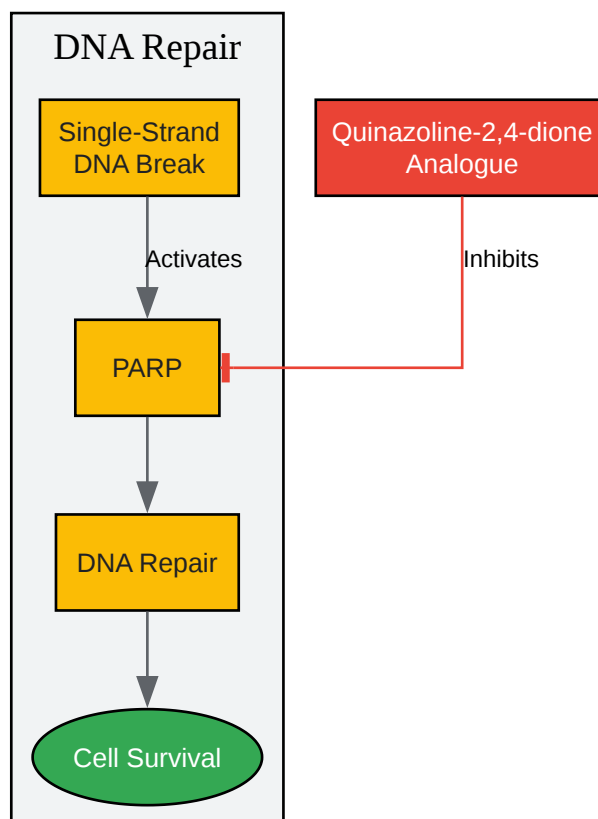 DNA Repair
Single-Strand
DNA Break
Quinazoline-2,4-dione
Analogue
Activates
Inhibits
PARP
DNA Repair
Cell Survival